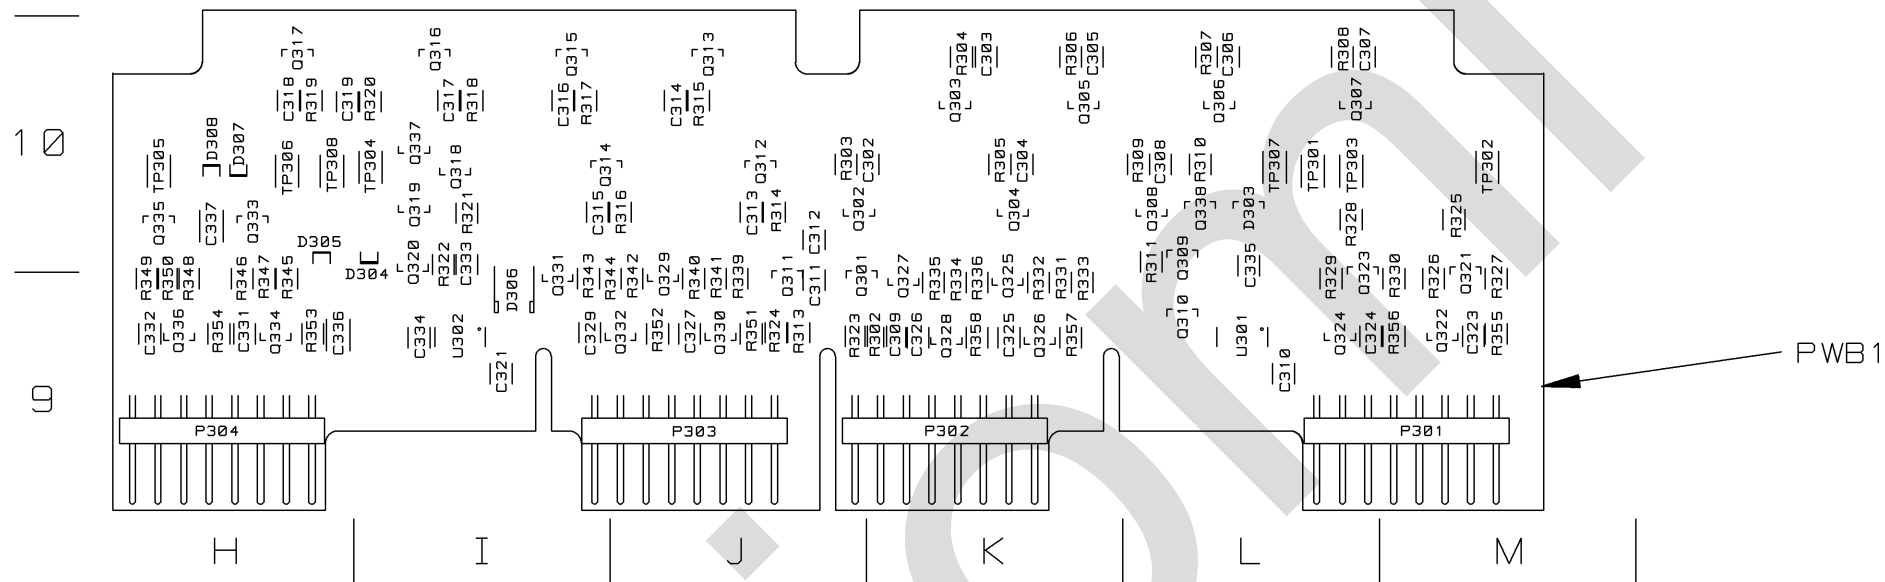 Q317 Q316 Q315 Q313 R304 C303 R306 C305 R307 C306 R308 C307
C318 R319 C319 R320 C317 R318 C316 R317 C314 R315 Q303 Q305 Q306 Q307
10 TP305 D308 D307 TP306 TP308 TP304 Q337 Q318 Q314 Q312 R303 C302 R305 C304 R309 C308 R310 TP307 TP301 TP303 TP302
Q335 C337 Q333 Q319 R321 C315 R316 C313 R314 C312 Q302 Q304 Q308 Q338 D303 R328 R325
D305 D304 Q320 R322 C333 R311 Q309 C335
R349 R350 R348 R346 R347 R345 D306 Q331 R343 R344 R342 Q329 R340 R341 R339 Q311 C311 Q301 Q327 R335 R334 R336 Q325 R332 R331 R333 R329 Q323 R330 R326 Q321 R327
C332 Q336 R354 C331 Q334 R353 C336 C334 U302 C329 Q332 R352 C327 Q330 R351 R324 R313 R323 R302 C309 C326 Q328 R358 C325 Q326 R357 Q310 U301 Q324 C324 R356 Q322 C323 R355
PWB1
C321 C310
9
P304 P303 P302 P301
H I J K L M
om